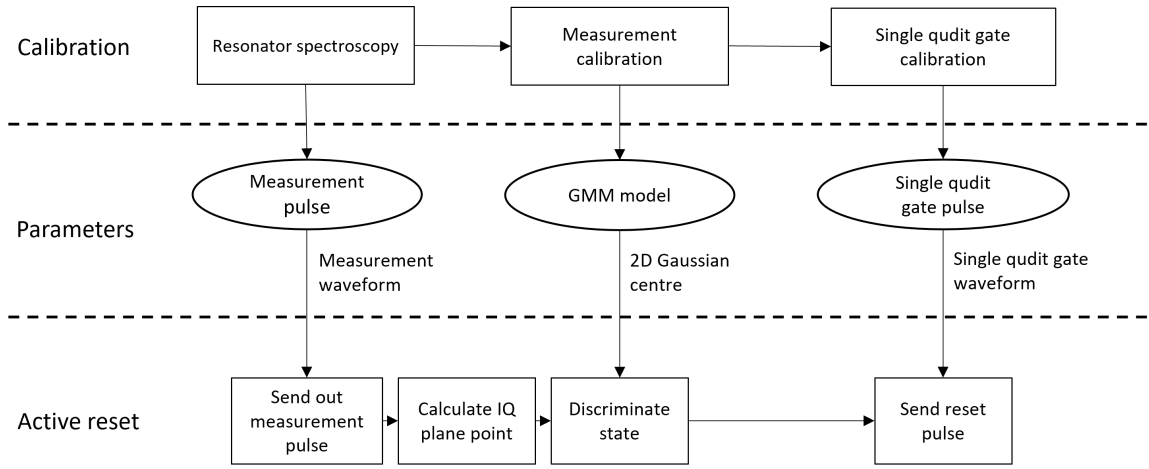 Calibration
Resonator spectroscopy
Measurement
calibration
Single qudit gate
calibration
Parameters
Measurement
pulse
GMM model
Single qudit
gate pulse
Measurement
waveform
2D Gaussian
centre
Single qudit gate
waveform
Active reset
Send out
measurement
pulse
Calculate IQ
plane point
Discriminate
state
Send reset
pulse